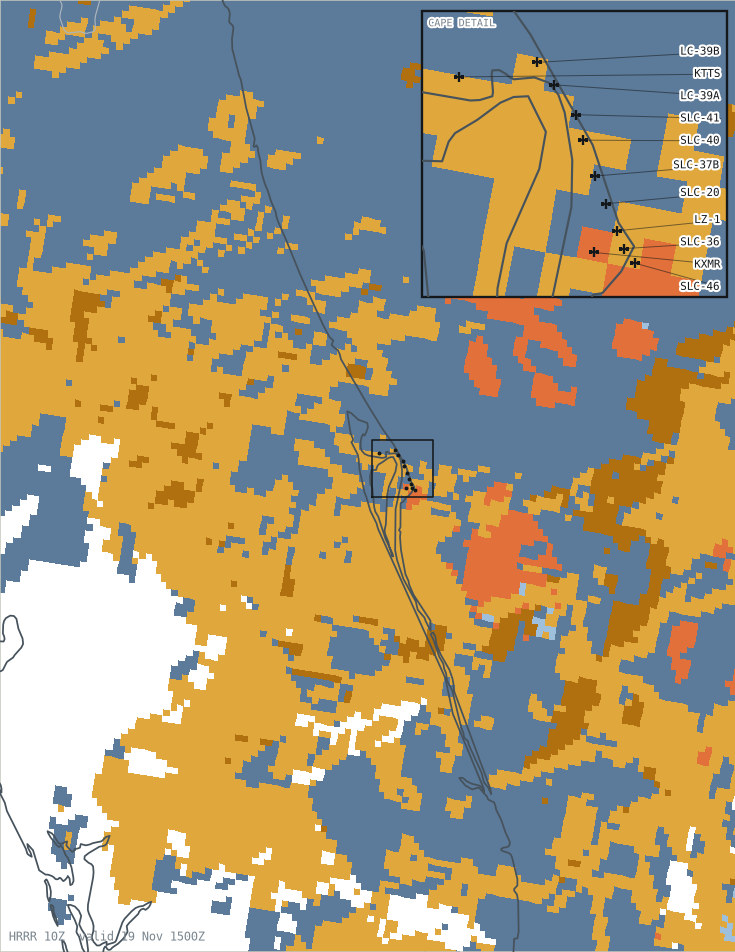 CAPE DETAIL
LC-39B
KTTS
LC-39A
SLC-41
SLC-40
SLC-37B
SLC-20
LZ-1
SLC-36
KXMR
SLC-46
HRRR 10Z valid 19 Nov 1500Z